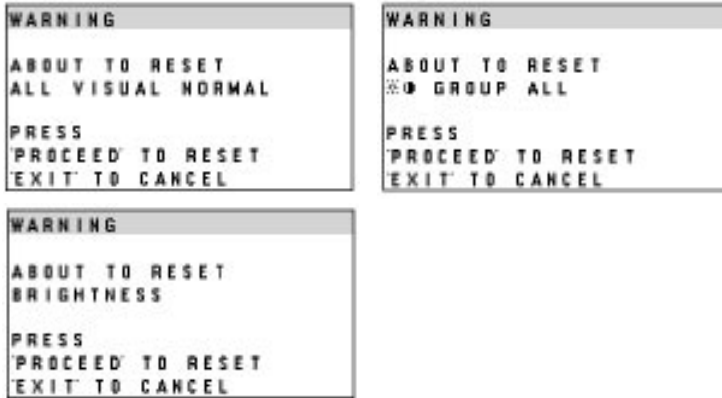 WARNING
ABOUT TO RESET
ALL VISUAL NORMAL
PRESS
'PROCEED' TO RESET
'EXIT' TO CANCEL
WARNING
ABOUT TO RESET
GROUP ALL
PRESS
'PROCEED' TO RESET
'EXIT' TO CANCEL
WARNING
ABOUT TO RESET
BRIGHTNESS
PRESS
'PROCEED' TO RESET
'EXIT' TO CANCEL